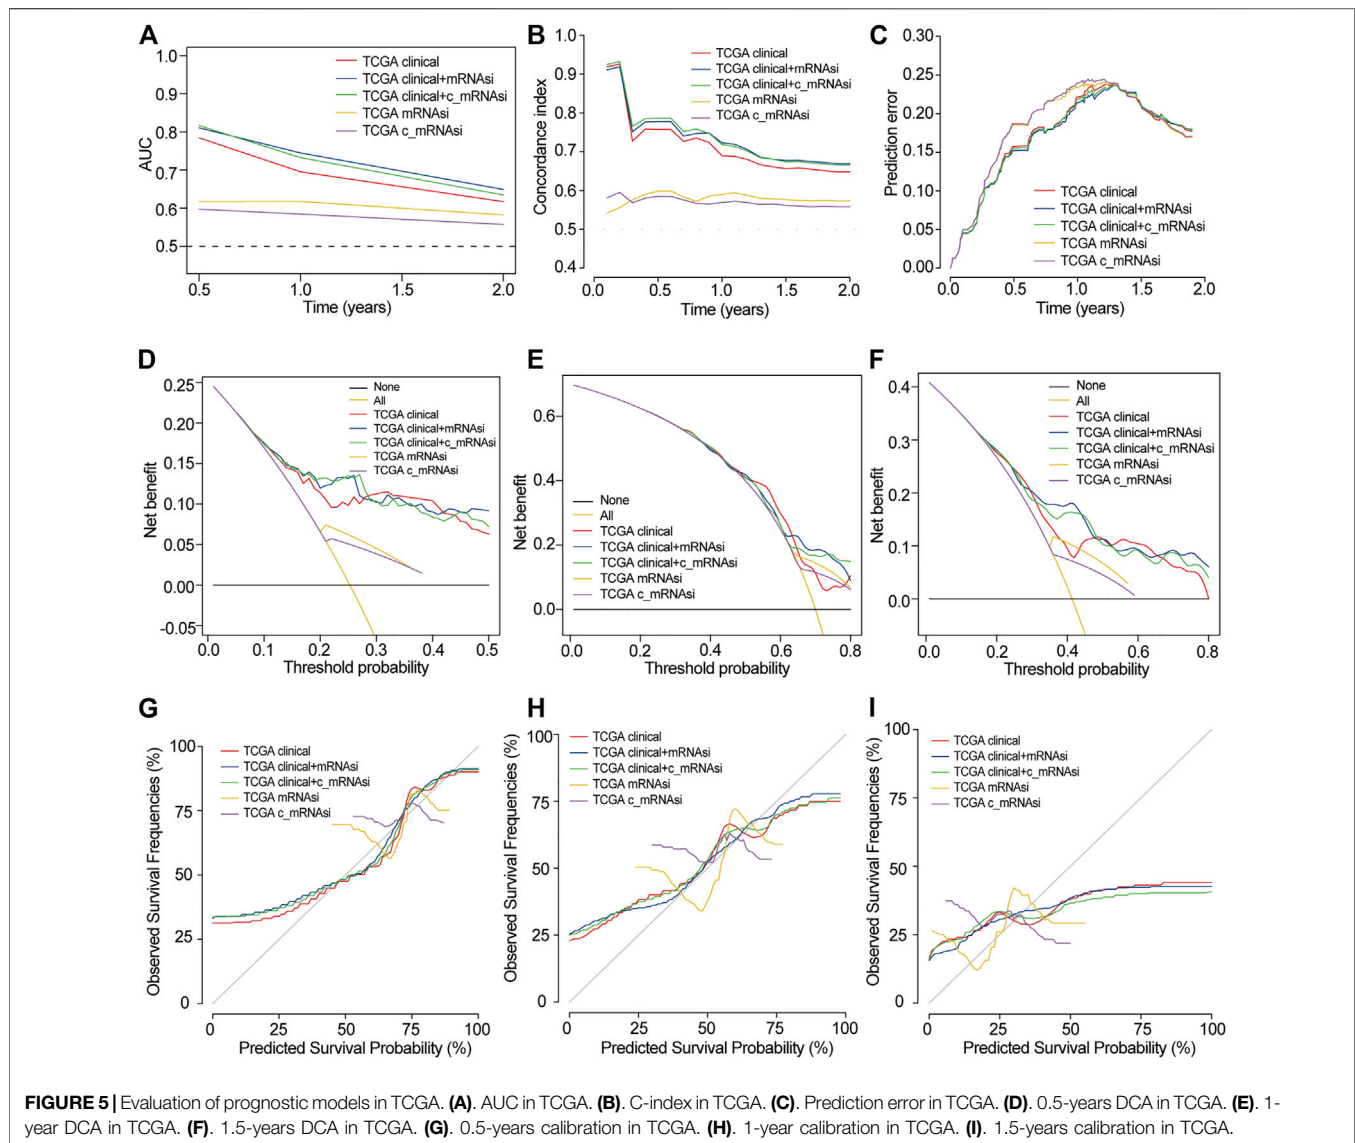 A
AUC
0.5
0.6
0.7
0.8
0.9
1.0
TCGA clinical
TCGA clinical+mRNAsi
TCGA clinical+c_mRNAsi
TCGA mRNAsi
TCGA c_mRNAsi
0.5
1.0
1.5
2.0
Time (years)
B
Concordance index
1.0
0.9
0.8
0.7
0.6
0.5
0.4
TCGA clinical
TCGA clinical+mRNAsi
TCGA clinical+c_mRNAsi
TCGA mRNAsi
TCGA c_mRNAsi
0.0
0.5
1.0
1.5
2.0
Time (years)
C
Prediction error
0.30
0.25
0.20
0.15
0.10
0.05
0.00
TCGA clinical
TCGA clinical+mRNAsi
TCGA clinical+c_mRNAsi
TCGA mRNAsi
TCGA c_mRNAsi
0.0
0.5
1.0
1.5
2.0
Time (years)
D
Net benefit
0.25
0.20
0.15
0.10
0.05
0.00
-0.05
None
All
TCGA clinical
TCGA clinical+mRNAsi
TCGA clinical+c_mRNAsi
TCGA mRNAsi
TCGA c_mRNAsi
0.0
0.1
0.2
0.3
0.4
0.5
Threshold probability
E
Net benefit
0.6
0.4
0.2
0.0
None
All
TCGA clinical
TCGA clinical+mRNAsi
TCGA clinical+c_mRNAsi
TCGA mRNAsi
TCGA c_mRNAsi
0.0
0.2
0.4
0.6
0.8
Threshold probability
F
Net benefit
0.4
0.3
0.2
0.1
0.0
None
All
TCGA clinical
TCGA clinical+mRNAsi
TCGA clinical+c_mRNAsi
TCGA mRNAsi
TCGA c_mRNAsi
0.0
0.2
0.4
0.6
0.8
Threshold probability
G
Observed Survival Frequencies (%)
100
75
50
25
0
TCGA clinical
TCGA clinical+mRNAsi
TCGA clinical+c_mRNAsi
TCGA mRNAsi
TCGA c_mRNAsi
0
25
50
75
100
Predicted Survival Probability (%)
H
Observed Survival Frequencies (%)
100
75
50
25
0
TCGA clinical
TCGA clinical+mRNAsi
TCGA clinical+c_mRNAsi
TCGA mRNAsi
TCGA c_mRNAsi
0
25
50
75
100
Predicted Survival Probability (%)
I
Observed Survival Frequencies (%)
100
75
50
25
0
TCGA clinical
TCGA clinical+mRNAsi
TCGA clinical+c_mRNAsi
TCGA mRNAsi
TCGA c_mRNAsi
0
25
50
75
100
Predicted Survival Probability (%)
FIGURE 5 | Evaluation of prognostic models in TCGA. (A). AUC in TCGA. (B). C-index in TCGA. (C). Prediction error in TCGA. (D). 0.5-years DCA in TCGA. (E). 1-
year DCA in TCGA. (F). 1.5-years DCA in TCGA. (G). 0.5-years calibration in TCGA. (H). 1-year calibration in TCGA. (I). 1.5-years calibration in TCGA.